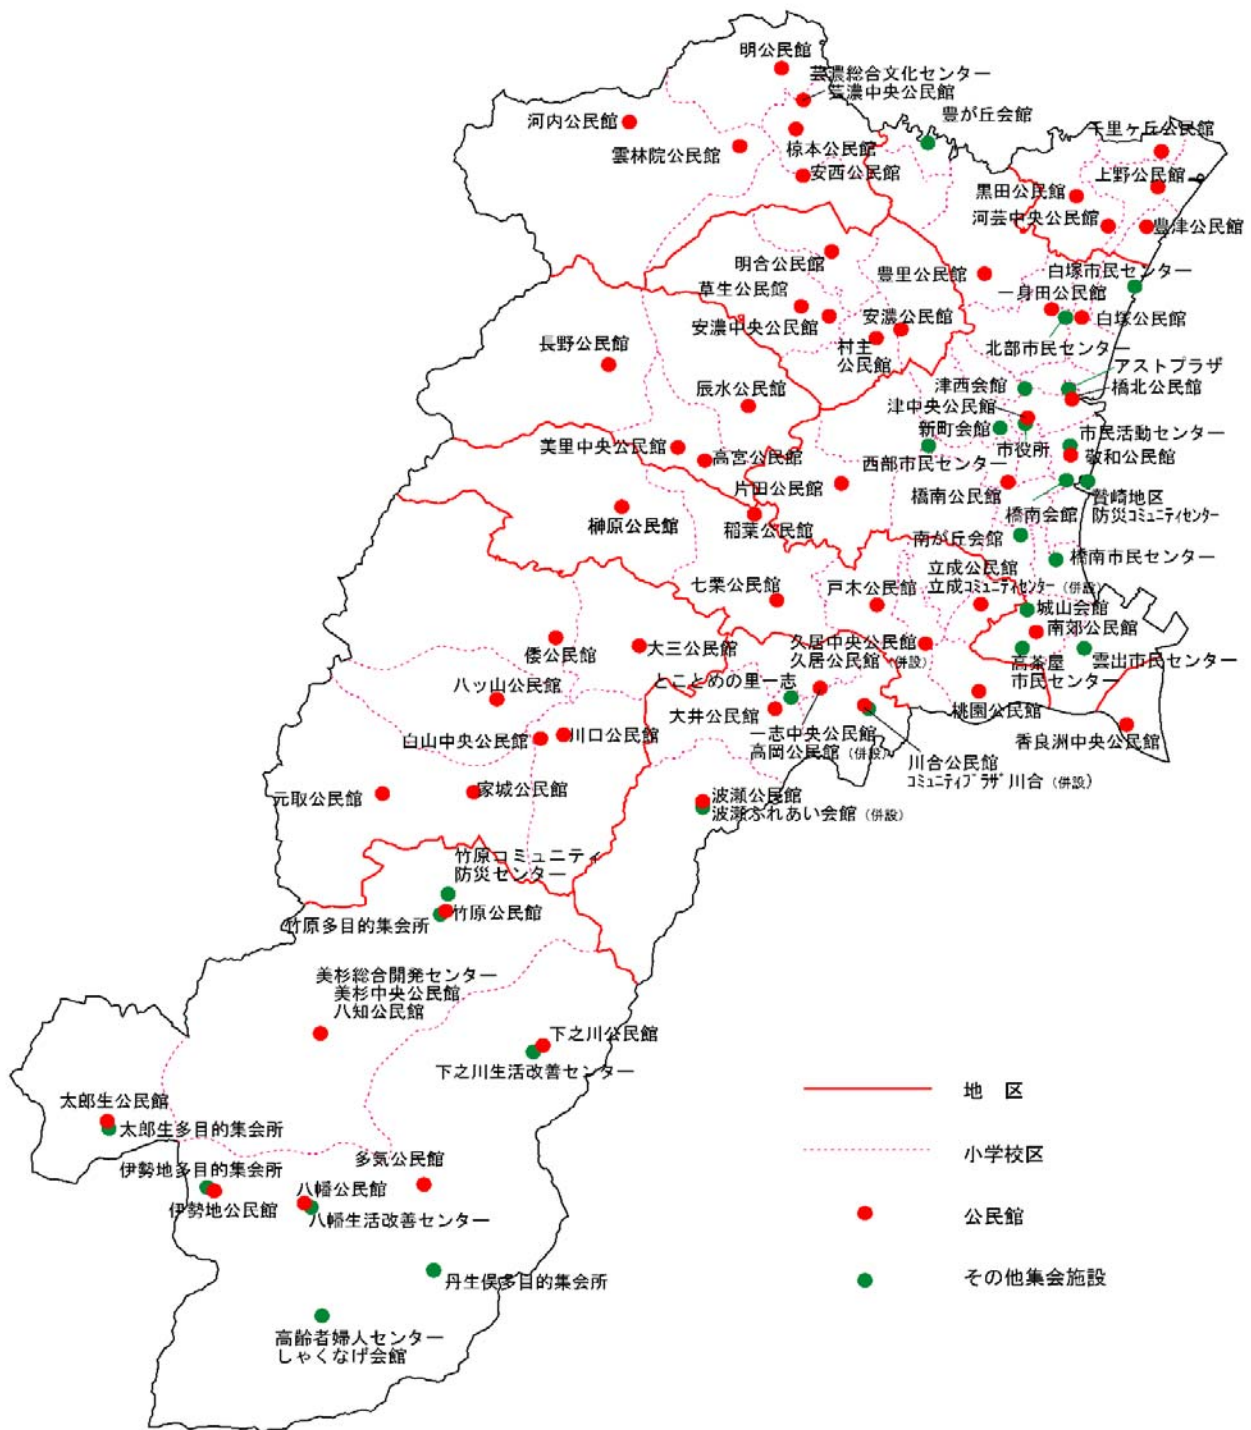 明公民館
芸濃総合文化センター
芸濃中央公民館
豊が丘会館
河内公民館
千里ヶ丘公民館
椋本公民館
雲林院公民館
安西公民館
上野公民館
黒田公民館
河芸中央公民館
豊津公民館
明合公民館
豊里公民館
白塚市民センター
草生公民館
一身田公民館
安濃中央公民館
安濃公民館
白塚公民館
村主
公民館
北部市民センター
長野公民館
アストプラザ
辰水公民館
津西会館
橋北公民館
津中央公民館
新町会館
市民活動センター
美里中央公民館
市役所
高宮公民館
西部市民センター
敬和公民館
片田公民館
橋南公民館
贄崎地区
防災コミュニティセンター
橋南会館
榊原公民館
稲葉公民館
南が丘会館
橋南市民センター
立成公民館
立成コミュニティセンター（併設）
七栗公民館
戸木公民館
城山会館
南郊公民館
久居中央公民館
久居公民館（併設）
大三公民館
倭公民館
高茶屋
市民センター
雲出市民センター
とことめの里一志
八ッ山公民館
大井公民館
桃園公民館
一志中央公民館
高岡公民館（併設）
白山中央公民館
川口公民館
香良洲中央公民館
川合公民館
コミュニティプラザ川合（併設）
元取公民館
家城公民館
波瀬公民館
波瀬ふれあい会館（併設）
竹原コミュニティ
防災センター
竹原公民館
竹原多目的集会所
美杉総合開発センター
美杉中央公民館
八知公民館
下之川公民館
下之川生活改善センター
地　区
太郎生公民館
太郎生多目的集会所
小学校区
多気公民館
伊勢地多目的集会所
八幡公民館
伊勢地公民館
八幡生活改善センター
公民館
丹生俣多目的集会所
その他集会施設
高齢者婦人センター
しゃくなげ会館